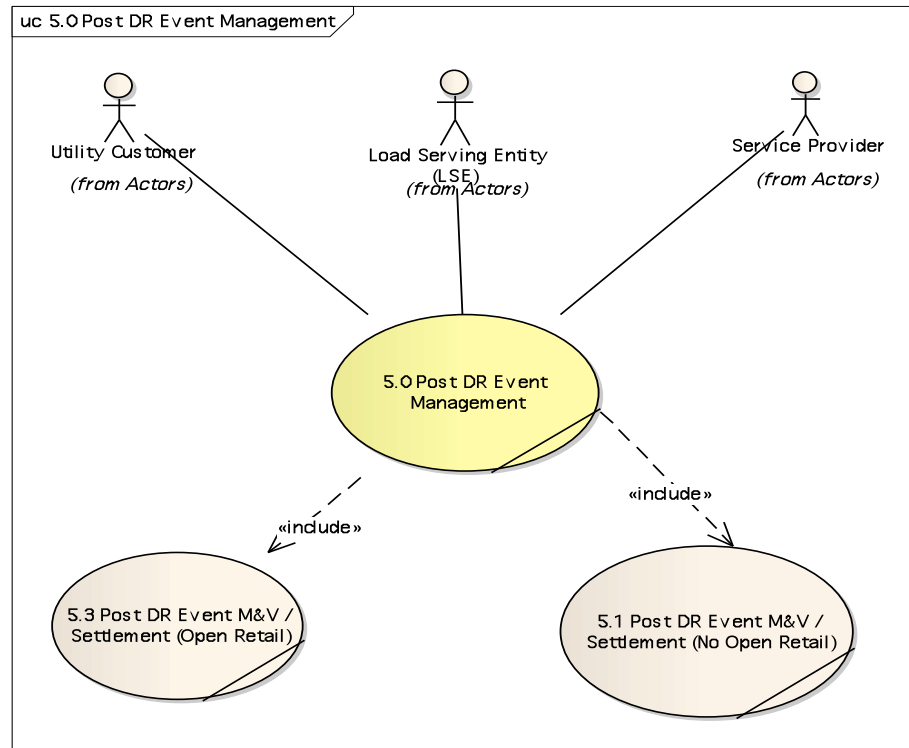 uc 5.0 Post DR Event Management
Utility Customer
(from Actors)
Load Serving Entity
(LSE)
(from Actors)
Service Provider
(from Actors)
5.0 Post DR Event
Management
«include»
«include»
5.3 Post DR Event M&V /
Settlement (Open Retail)
5.1 Post DR Event M&V /
Settlement (No Open Retail)